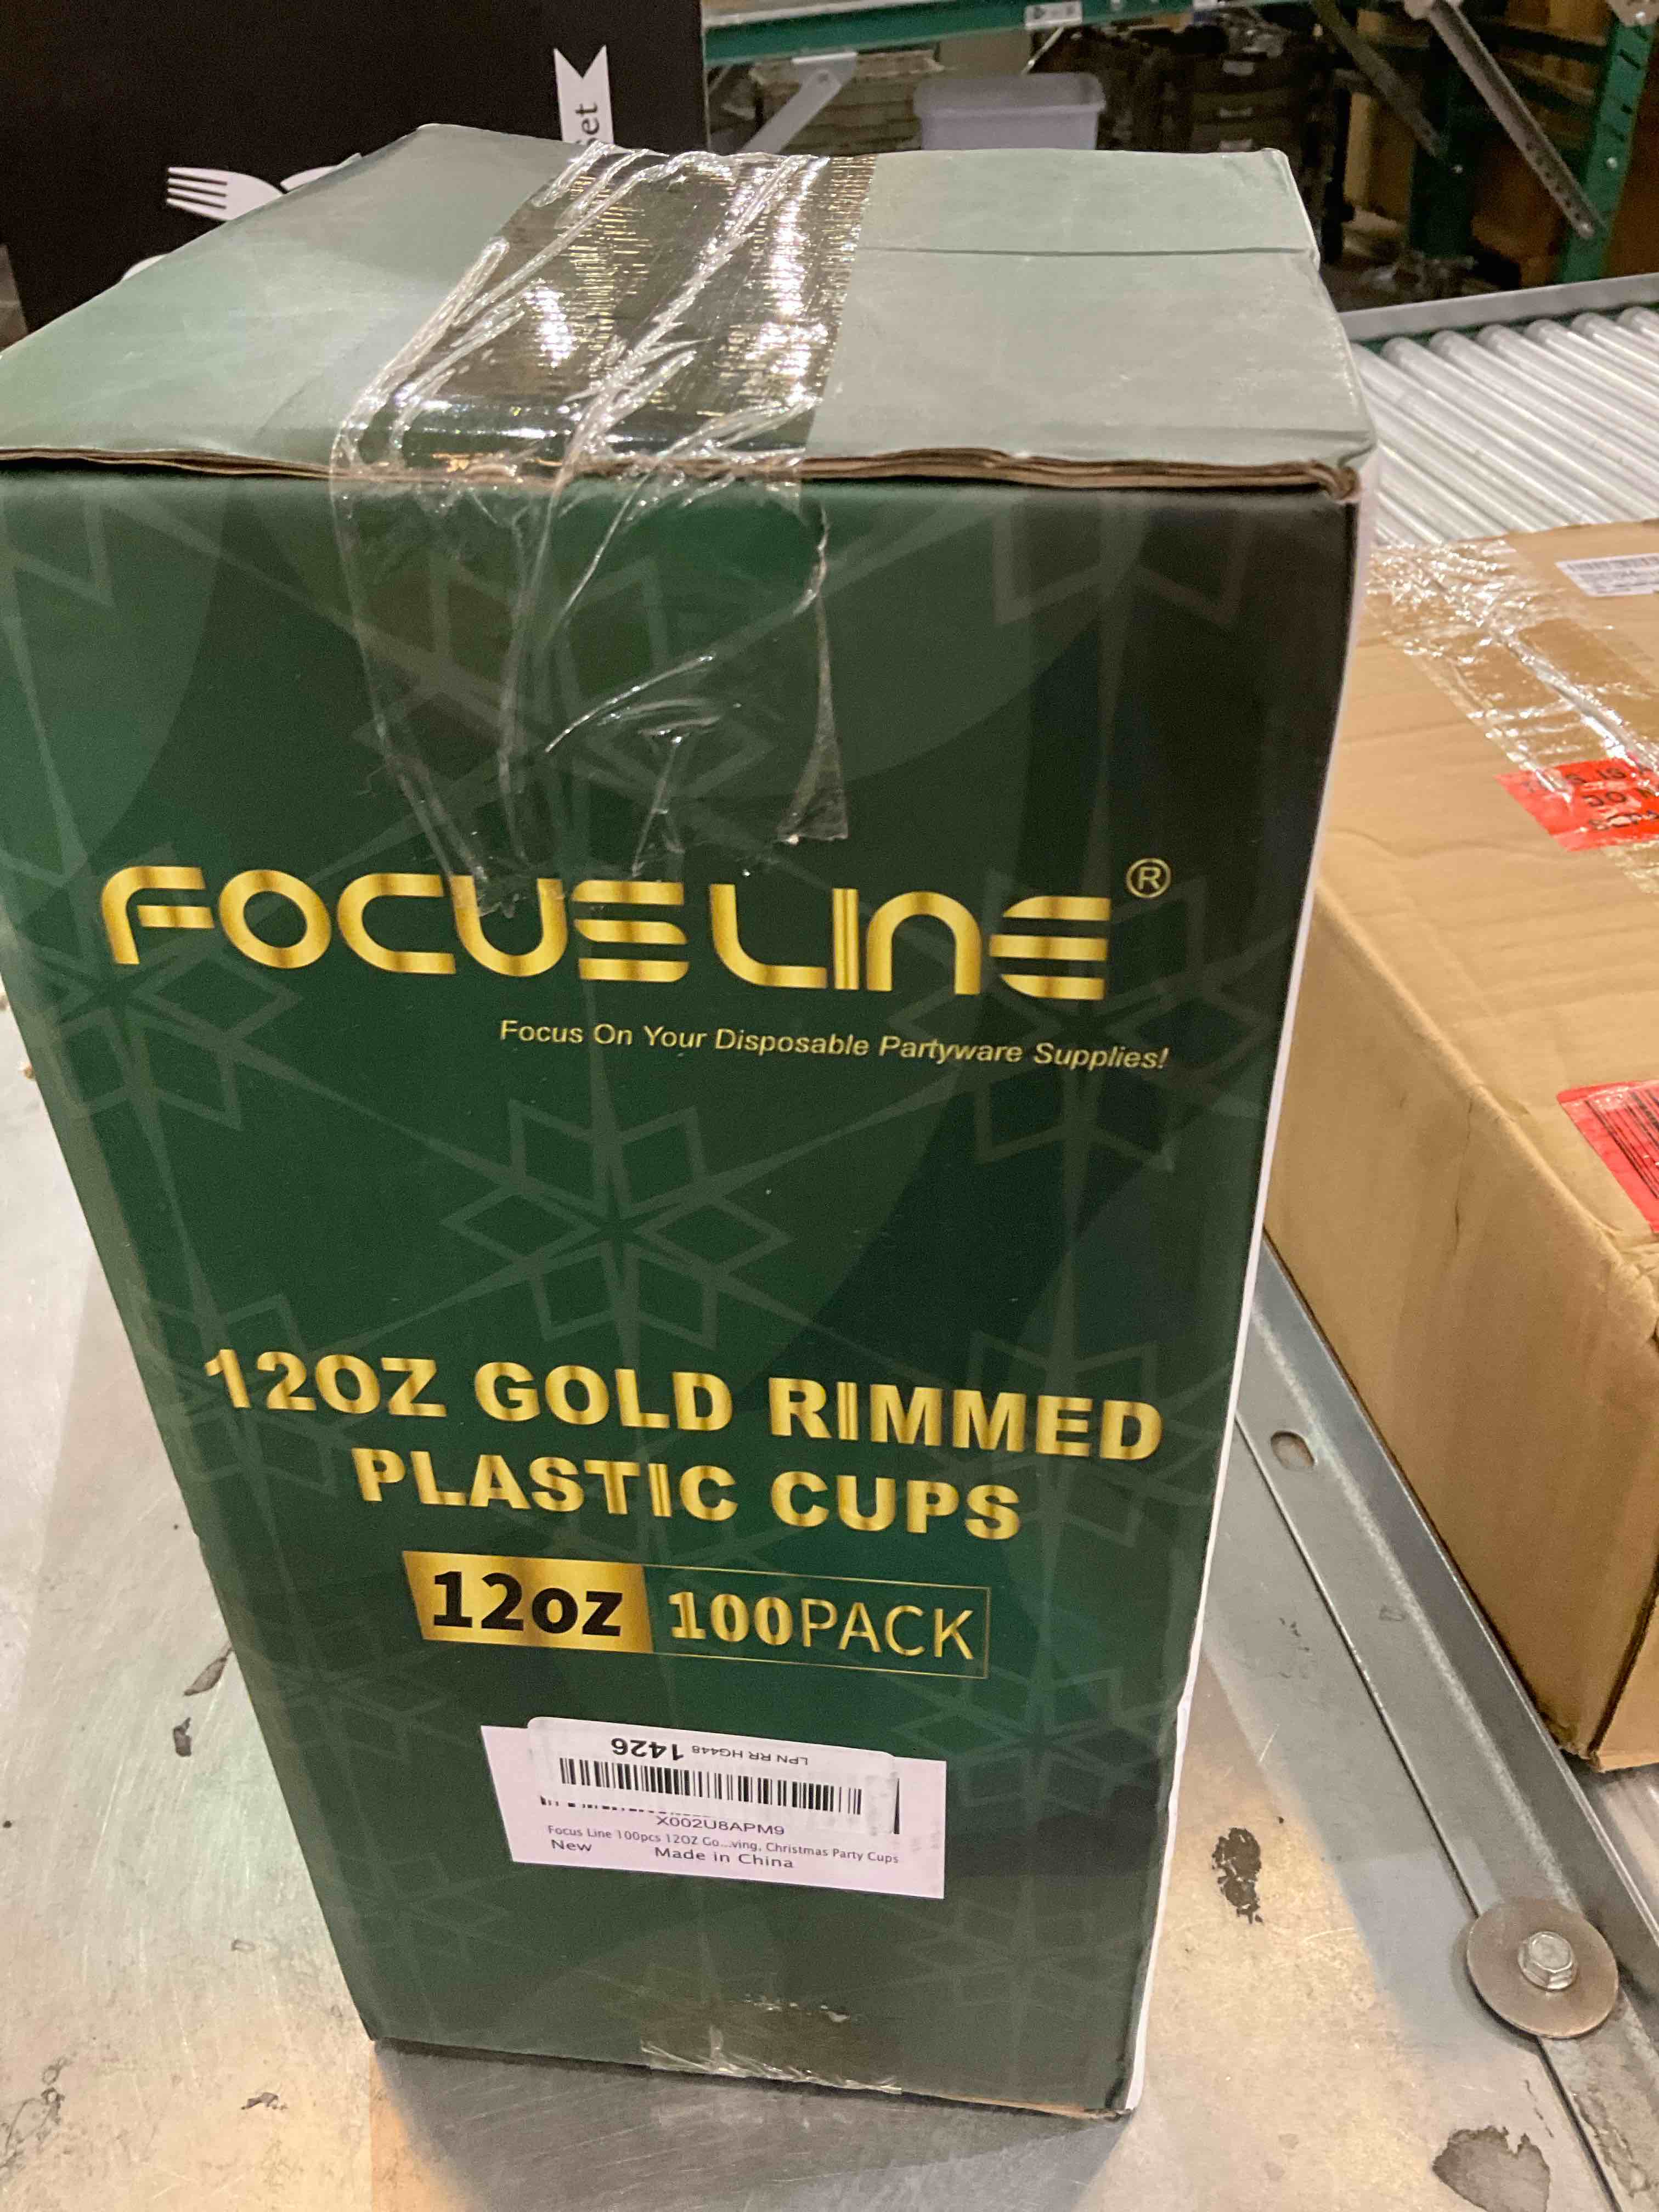 set
FOCUSLINE®
Focus On Your Disposable Partyware Supplies!
12OZ GOLD RIMMED
PLASTIC CUPS
12oz 100PACK
LPN RR HG448 1426
X002U8APM9
Focus Line 100pcs 12OZ Go...ving, Christmas Party Cups
New
Made in China